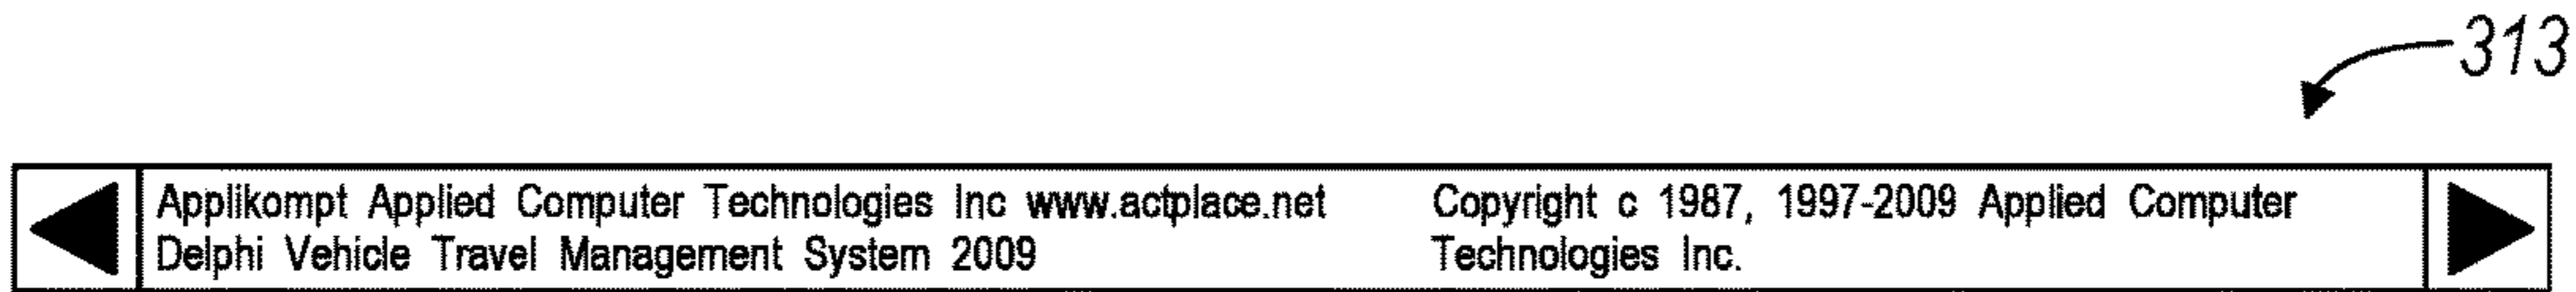 313
Applikompt Applied Computer Technologies Inc www.actplace.net
Delphi Vehicle Travel Management System 2009
Copyright c 1987, 1997-2009 Applied Computer
Technologies Inc.